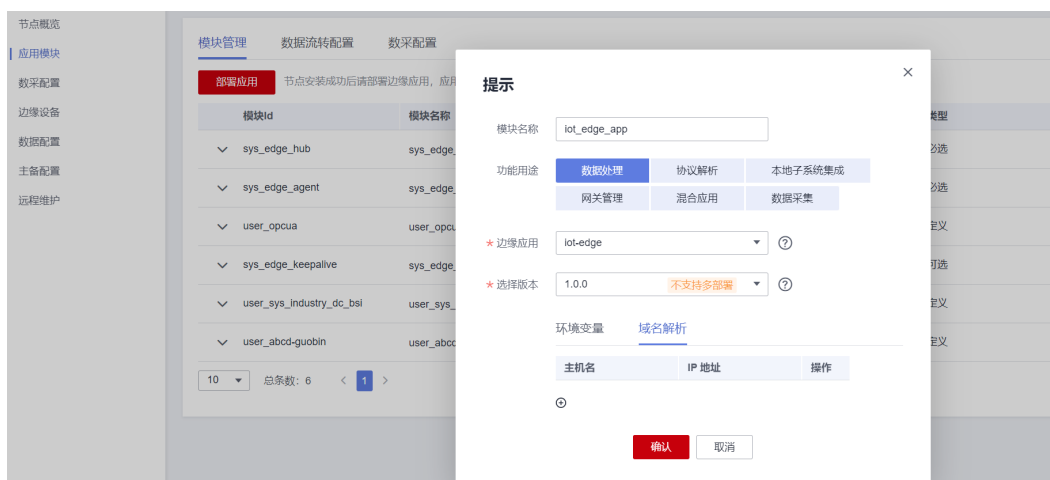 节点概览
应用模块
数采配置
边缘设备
数据配置
主备配置
远程维护
模块管理 数据流转配置 数采配置
部署应用 节点安装成功后请部署边缘应用，应用
模块Id 模块名称 类型
sys_edge_hub sys_edge_ 必选
sys_edge_agent sys_edge_ 必选
user_opcua user_opcu 定义
sys_edge_keepalive sys_edge_ 可选
user_sys_industry_dc_bsi user_sys_ 定义
user_abcd-guobin user_abcd 定义
10 总条数：6 < 1 >
提示
模块名称 iot_edge_app
功能用途 数据处理 协议解析 本地子系统集成
网关管理 混合应用 数据采集
* 边缘应用 iot-edge
* 选择版本 1.0.0 不支持多部署
环境变量 域名解析
主机名 IP 地址 操作
确认 取消